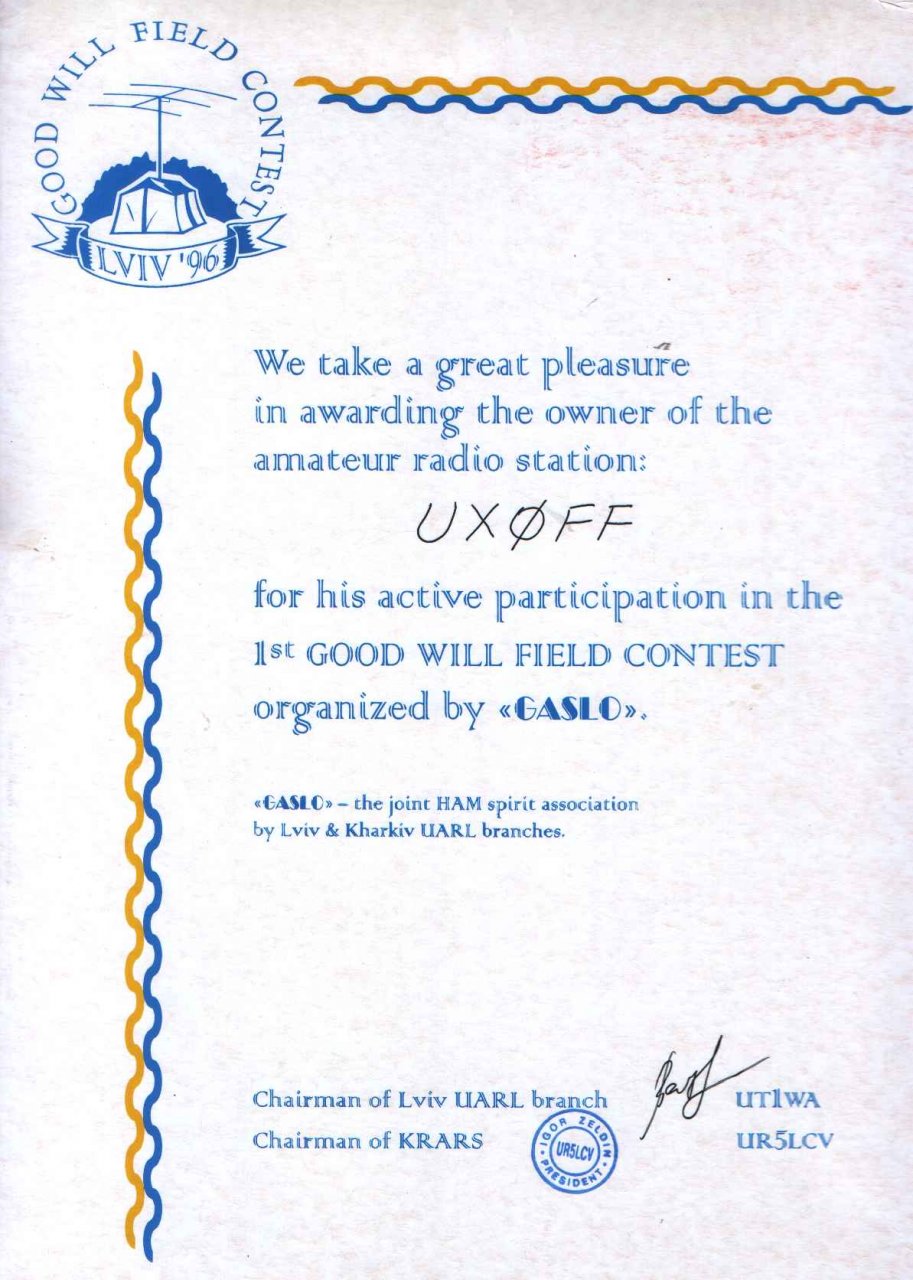 GOOD WILL FIELD CONTEST
LVIV '96
We take a great pleasure
in awarding the owner of the
amateur radio station:
UXØFF
for his active participation in the
1st GOOD WILL FIELD CONTEST
organized by «GASLO».
«GASLO» – the joint HAM spirit association
by Lviv & Kharkiv UARL branches.
Chairman of Lviv UARL branch UT1WA
Chairman of KRARS UR5LCV
IGOR ZELDIN
UR5LCV
PRESIDENT